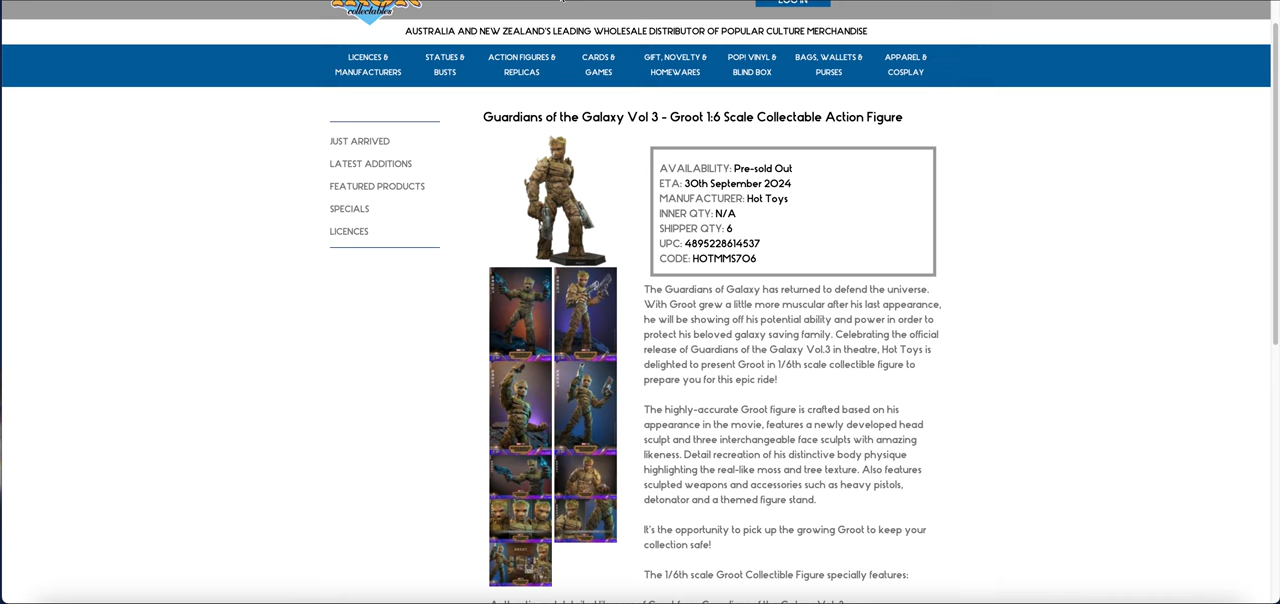 collectables
AUSTRALIA AND NEW ZEALAND'S LEADING WHOLESALE DISTRIBUTOR OF POPULAR CULTURE MERCHANDISE
LICENCES & MANUFACTURERS
STATUES & BUSTS
ACTION FIGURES & REPLICAS
CARDS & GAMES
GIFT, NOVELTY & HOMEWARES
POP! VINYL & BLIND BOX
BAGS, WALLETS & PURSES
APPAREL & COSPLAY
JUST ARRIVED
LATEST ADDITIONS
FEATURED PRODUCTS
SPECIALS
LICENCES
Guardians of the Galaxy Vol 3 - Groot 1:6 Scale Collectable Action Figure
AVAILABILITY: Pre-sold Out
ETA: 30th September 2024
MANUFACTURER: Hot Toys
INNER QTY: N/A
SHIPPER QTY: 6
UPC: 4895228614537
CODE: HOTMMS706
The Guardians of Galaxy has returned to defend the universe.
With Groot grew a little more muscular after his last appearance,
he will be showing off his potential ability and power in order to
protect his beloved galaxy saving family. Celebrating the official
release of Guardians of the Galaxy Vol.3 in theatre, Hot Toys is
delighted to present Groot in 1/6th scale collectible figure to
prepare you for this epic ride!
The highly-accurate Groot figure is crafted based on his
appearance in the movie, features a newly developed head
sculpt and three interchangeable face sculpts with amazing
likeness. Detail recreation of his distinctive body physique
highlighting the real-like moss and tree texture. Also features
sculpted weapons and accessories such as heavy pistols,
detonator and a themed figure stand.
It's the opportunity to pick up the growing Groot to keep your
collection safe!
The 1/6th scale Groot Collectible Figure specially features: